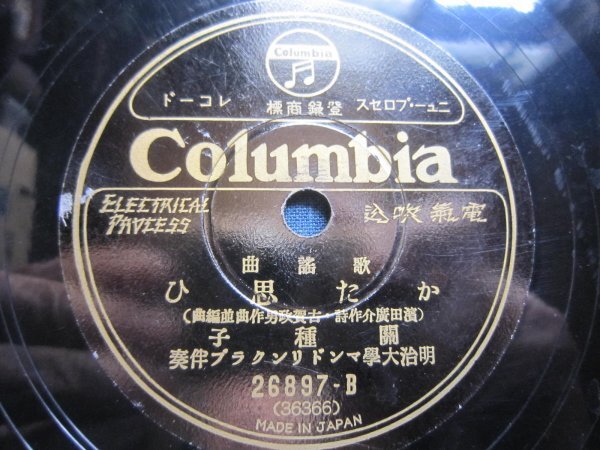 Columbia
ニュー・プロセス 登録商標 レコード
Columbia
ELECTRICAL PROCESS
電氣吹込
歌謠曲
かた思ひ
(濱田廣介作詩・古賀政男作曲並編曲)
關種子
明治大學マンドリンクラブ伴奏
26897-B
(36366)
MADE IN JAPAN